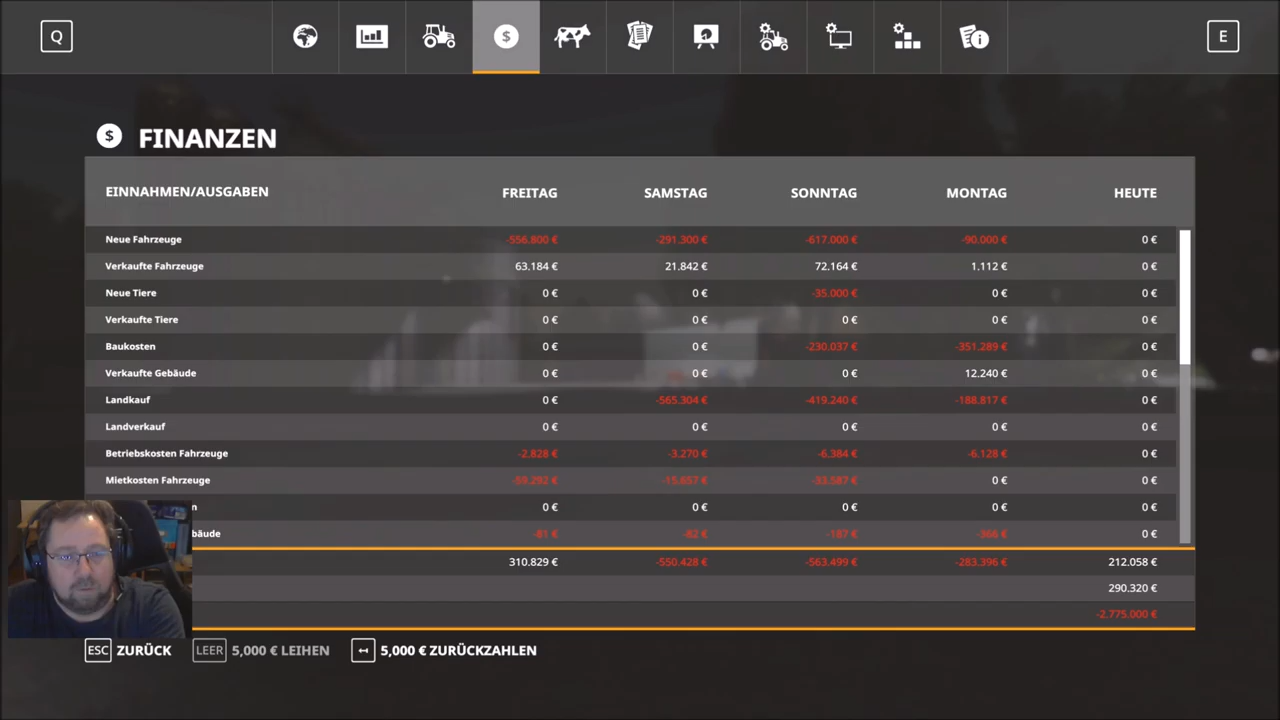 Q
$
E
$ FINANZEN
EINNAHMEN/AUSGABEN FREITAG SAMSTAG SONNTAG MONTAG HEUTE
Neue Fahrzeuge -556.800 € -291.300 € -617.000 € -90.000 € 0 €
Verkaufte Fahrzeuge 63.184 € 21.842 € 72.164 € 1.112 € 0 €
Neue Tiere 0 € 0 € -35.000 € 0 € 0 €
Verkaufte Tiere 0 € 0 € 0 € 0 € 0 €
Baukosten 0 € 0 € -230.037 € -351.289 € 0 €
Verkaufte Gebäude 0 € 0 € 0 € 12.240 € 0 €
Landkauf 0 € -565.304 € -419.240 € -188.817 € 0 €
Landverkauf 0 € 0 € 0 € 0 € 0 €
Betriebskosten Fahrzeuge -2.828 € -3.270 € -6.384 € -6.128 € 0 €
Mietkosten Fahrzeuge -59.292 € -15.657 € -33.587 € 0 € 0 €
n 0 € 0 € 0 € 0 € 0 €
bäude -81 € -82 € -187 € -366 € 0 €
310.829 € -550.428 € -563.499 € -283.396 € 212.058 €
290.320 €
-2.775.000 €
ESC ZURÜCK LEER 5,000 € LEIHEN ↔ 5,000 € ZURÜCKZAHLEN